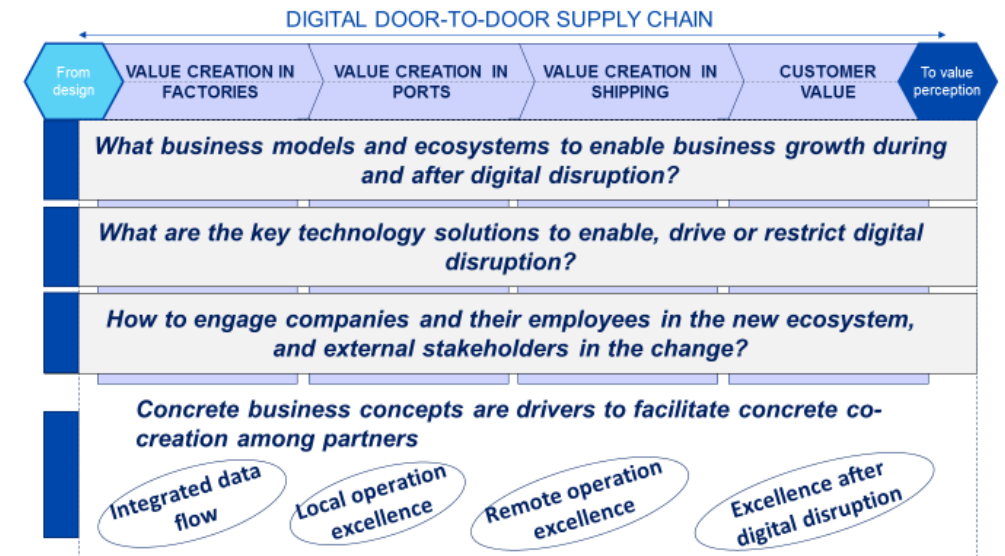 DIGITAL DOOR-TO-DOOR SUPPLY CHAIN
From
design
VALUE CREATION IN
FACTORIES
VALUE CREATION IN
PORTS
VALUE CREATION IN
SHIPPING
CUSTOMER
VALUE
To value
perception
What business models and ecosystems to enable business growth during
and after digital disruption?
What are the key technology solutions to enable, drive or restrict digital
disruption?
How to engage companies and their employees in the new ecosystem,
and external stakeholders in the change?
Concrete business concepts are drivers to facilitate concrete co-
creation among partners
Integrated data
flow
Local operation
excellence
Remote operation
excellence
Excellence after
digital disruption